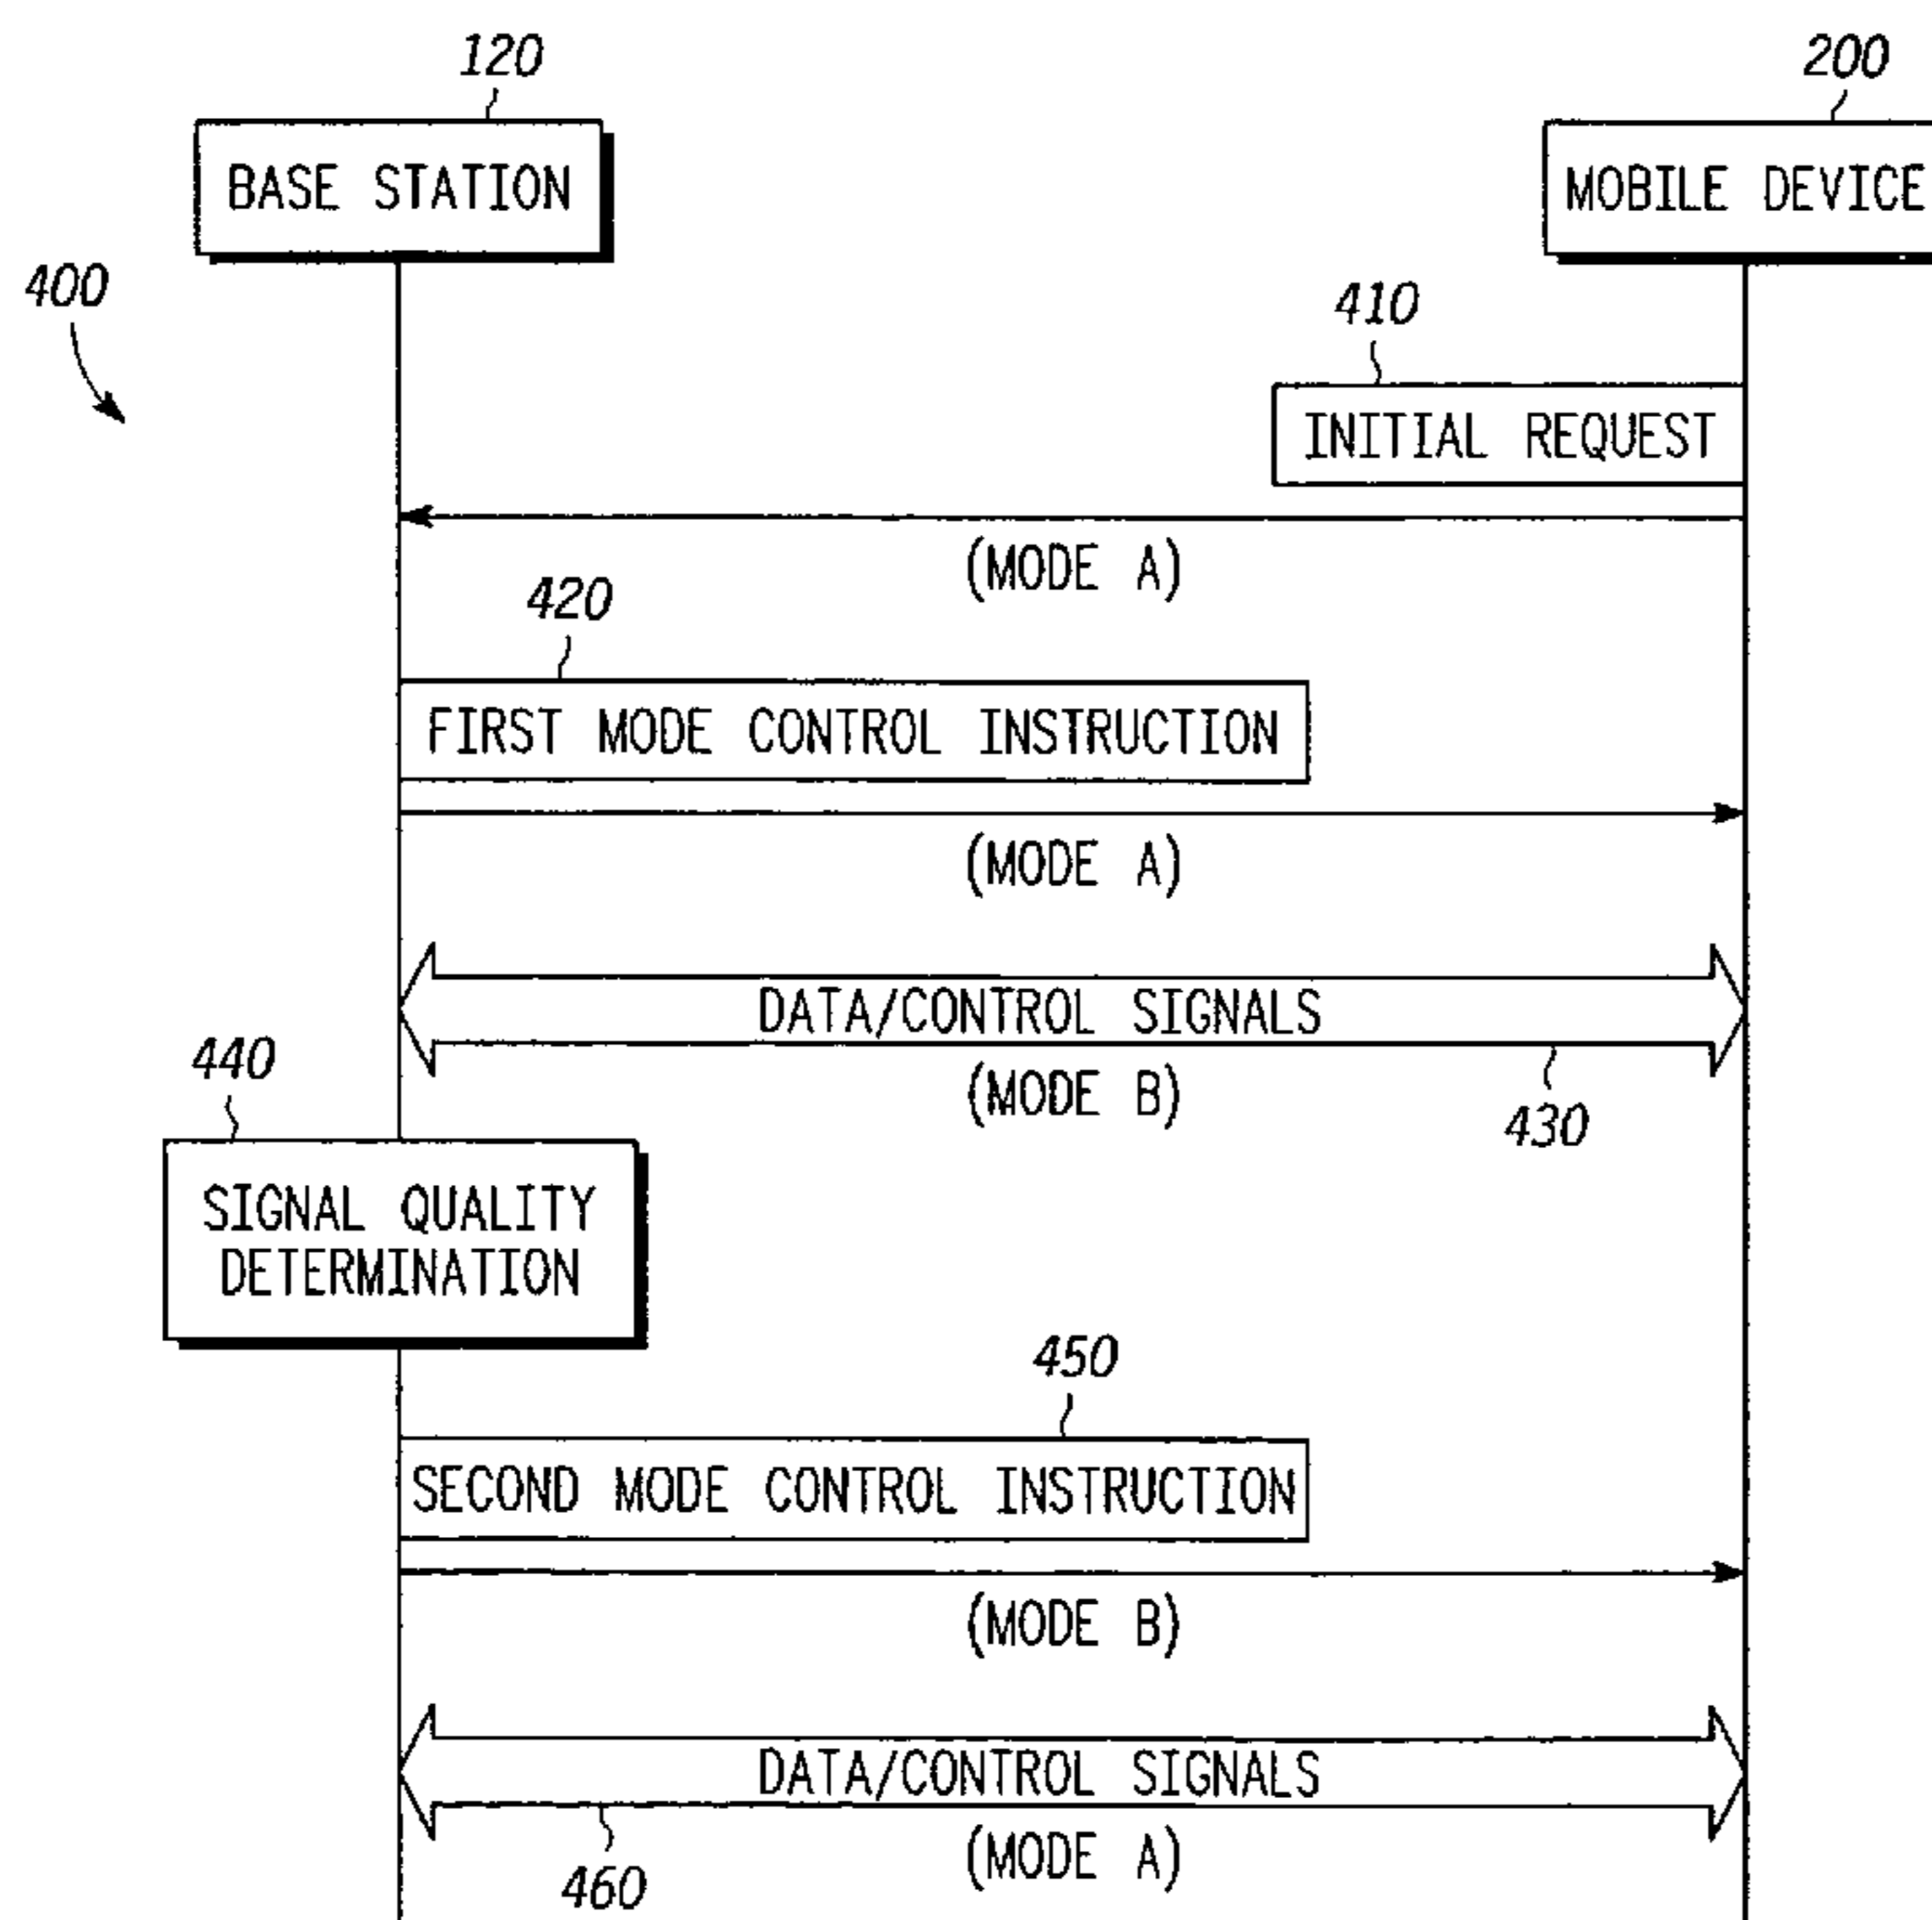 120
200
BASE STATION
MOBILE DEVICE
400
410
INITIAL REQUEST
(MODE A)
420
FIRST MODE CONTROL INSTRUCTION
(MODE A)
DATA/CONTROL SIGNALS
440
(MODE B)
430
SIGNAL QUALITY
DETERMINATION
450
SECOND MODE CONTROL INSTRUCTION
(MODE B)
DATA/CONTROL SIGNALS
(MODE A)
460